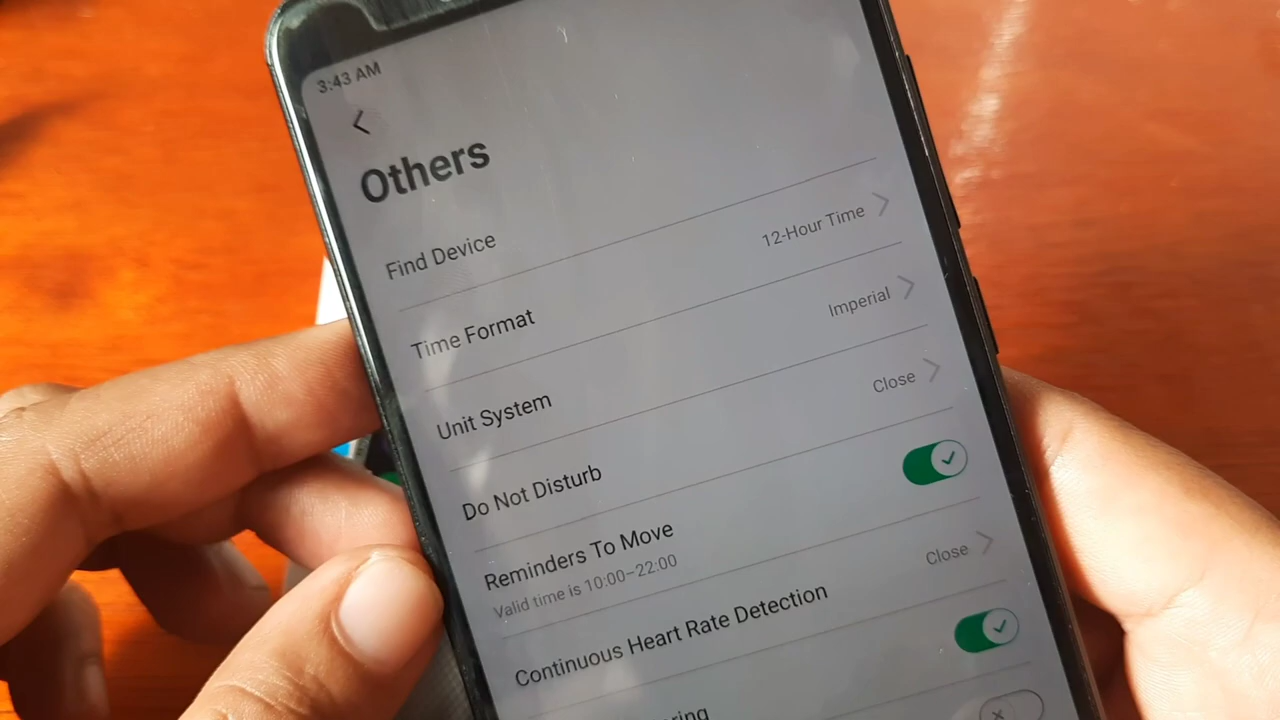 3:43 AM
Others
Find Device
Time Format 12-Hour Time
Unit System Imperial
Do Not Disturb Close
Reminders To Move
Valid time is 10:00–22:00
Continuous Heart Rate Detection Close